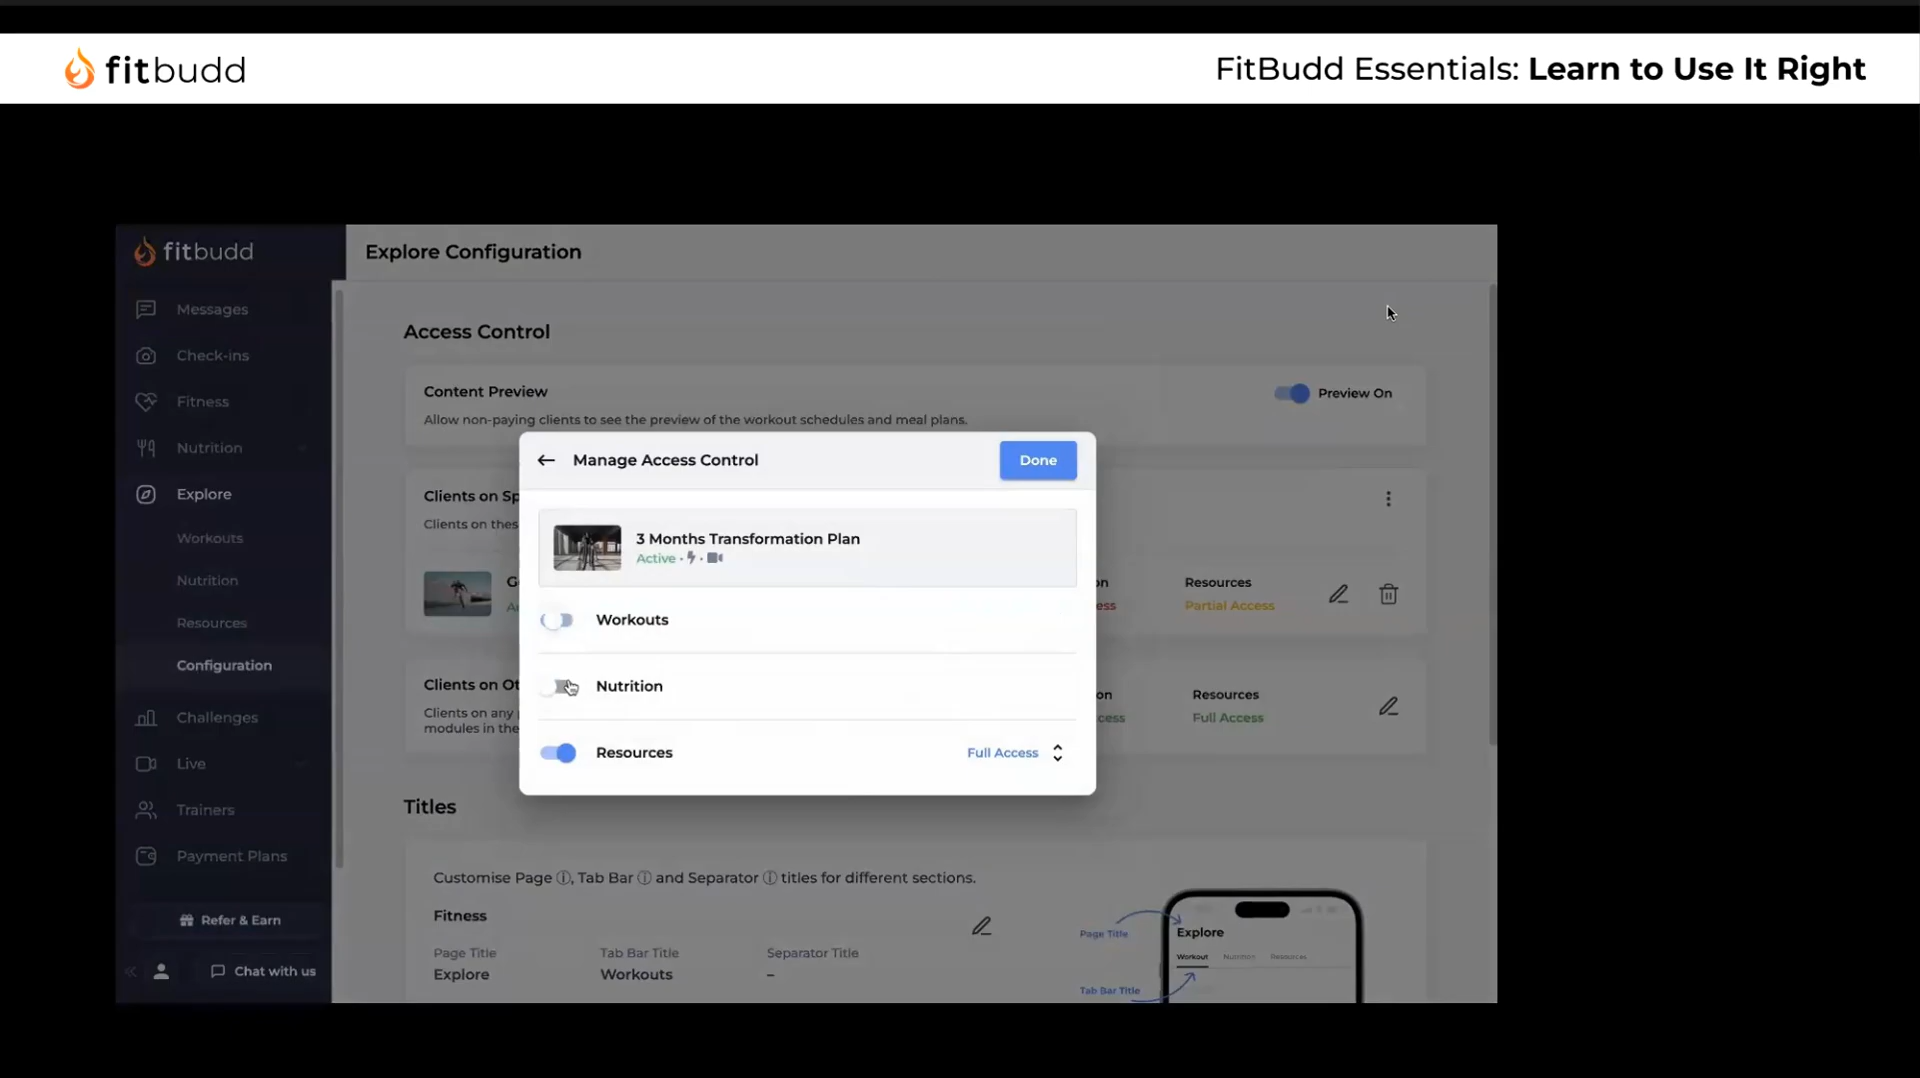 fitbudd
FitBudd Essentials: Learn to Use It Right
fitbudd
Explore Configuration
Messages
Check-ins
Fitness
Nutrition
Explore
Workouts
Nutrition
Resources
Configuration
Challenges
Live
Trainers
Payment Plans
Refer & Earn
Chat with us
Access Control
Content Preview
Preview On
Allow non-paying clients to see the preview of the workout schedules and meal plans.
Clients on Sp
Clients on thes
Resources
Partial Access
Clients on Ot
Clients on any
modules in the
Resources
Full Access
Manage Access Control
Done
3 Months Transformation Plan
Active
Workouts
Nutrition
Resources
Full Access
Titles
Customise Page ⓘ, Tab Bar ⓘ and Separator ⓘ titles for different sections.
Fitness
Page Title
Tab Bar Title
Separator Title
Explore
Workouts
–
Page Title
Explore
Workout
Nutrition
Resources
Tab Bar Title